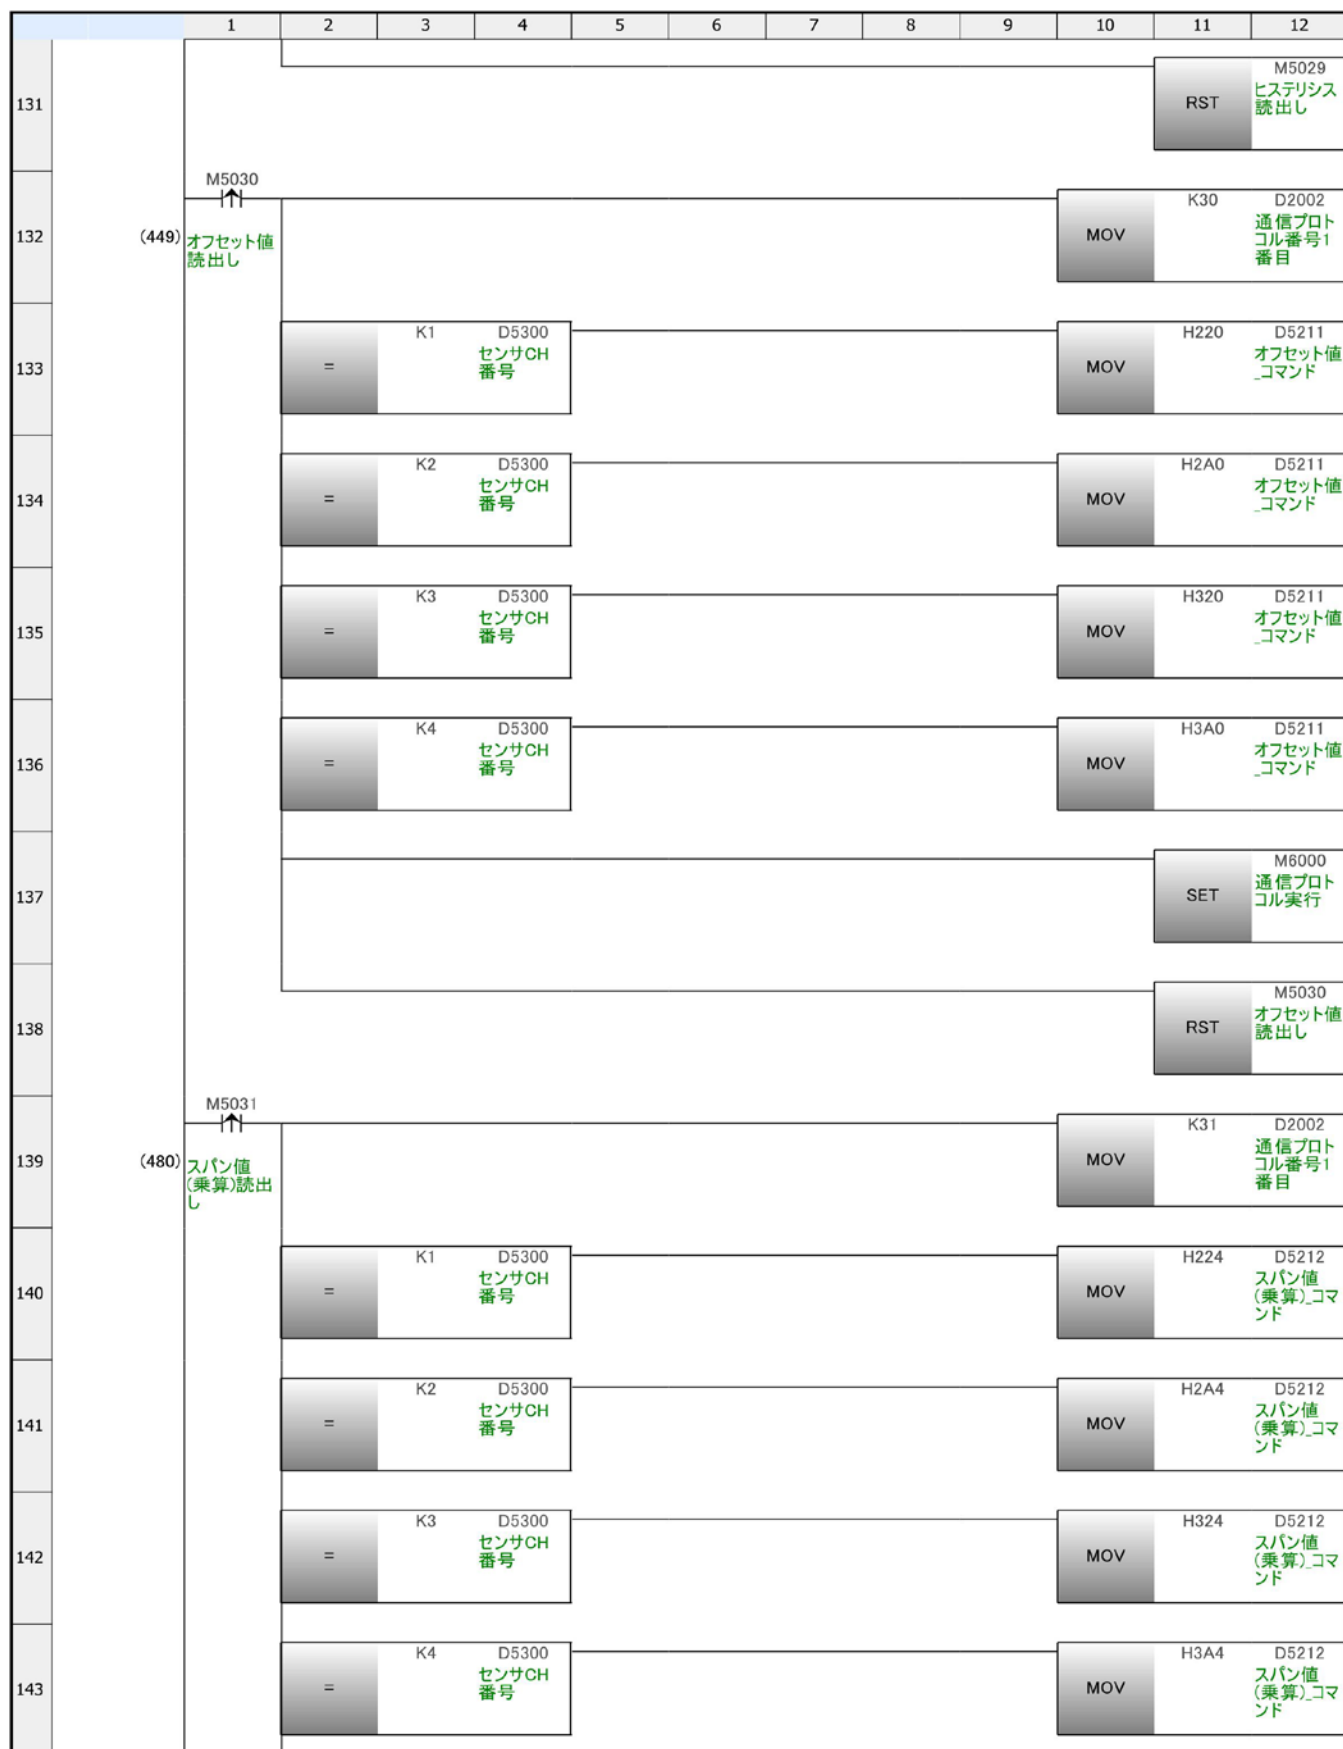 1 2 3 4 5 6 7 8 9 10 11 12
131
RST
M5029
ヒステリシス
読出し
132
(449)
M5030
オフセット値
読出し
MOV
K30 D2002
通信プロト
コル番号1
番目
133
=
K1 D5300
センサCH
番号
MOV
H220 D5211
オフセット値
_コマンド
134
=
K2 D5300
センサCH
番号
MOV
H2A0 D5211
オフセット値
_コマンド
135
=
K3 D5300
センサCH
番号
MOV
H320 D5211
オフセット値
_コマンド
136
=
K4 D5300
センサCH
番号
MOV
H3A0 D5211
オフセット値
_コマンド
137
SET
M6000
通信プロト
コル実行
138
RST
M5030
オフセット値
読出し
139
(480)
M5031
スパン値
(乗算)読出
し
MOV
K31 D2002
通信プロト
コル番号1
番目
140
=
K1 D5300
センサCH
番号
MOV
H224 D5212
スパン値
(乗算)_コマ
ンド
141
=
K2 D5300
センサCH
番号
MOV
H2A4 D5212
スパン値
(乗算)_コマ
ンド
142
=
K3 D5300
センサCH
番号
MOV
H324 D5212
スパン値
(乗算)_コマ
ンド
143
=
K4 D5300
センサCH
番号
MOV
H3A4 D5212
スパン値
(乗算)_コマ
ンド